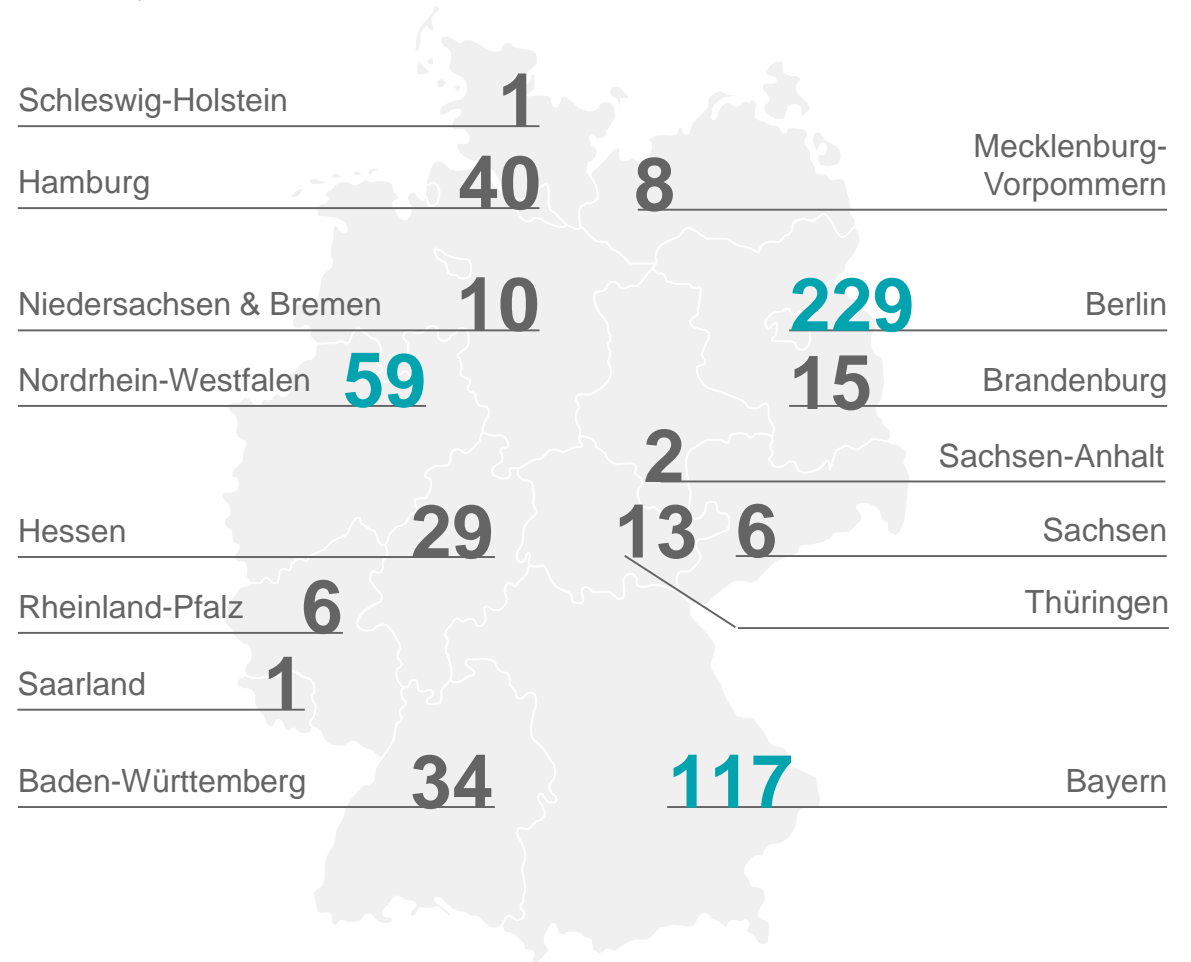 Schleswig-Holstein 1
Hamburg 40
8 Mecklenburg-
Vorpommern
Niedersachsen & Bremen 10
229 Berlin
Nordrhein-Westfalen 59
15 Brandenburg
2 Sachsen-Anhalt
Hessen 29
13
6 Sachsen
Thüringen
Rheinland-Pfalz 6
Saarland 1
Baden-Württemberg 34
117 Bayern